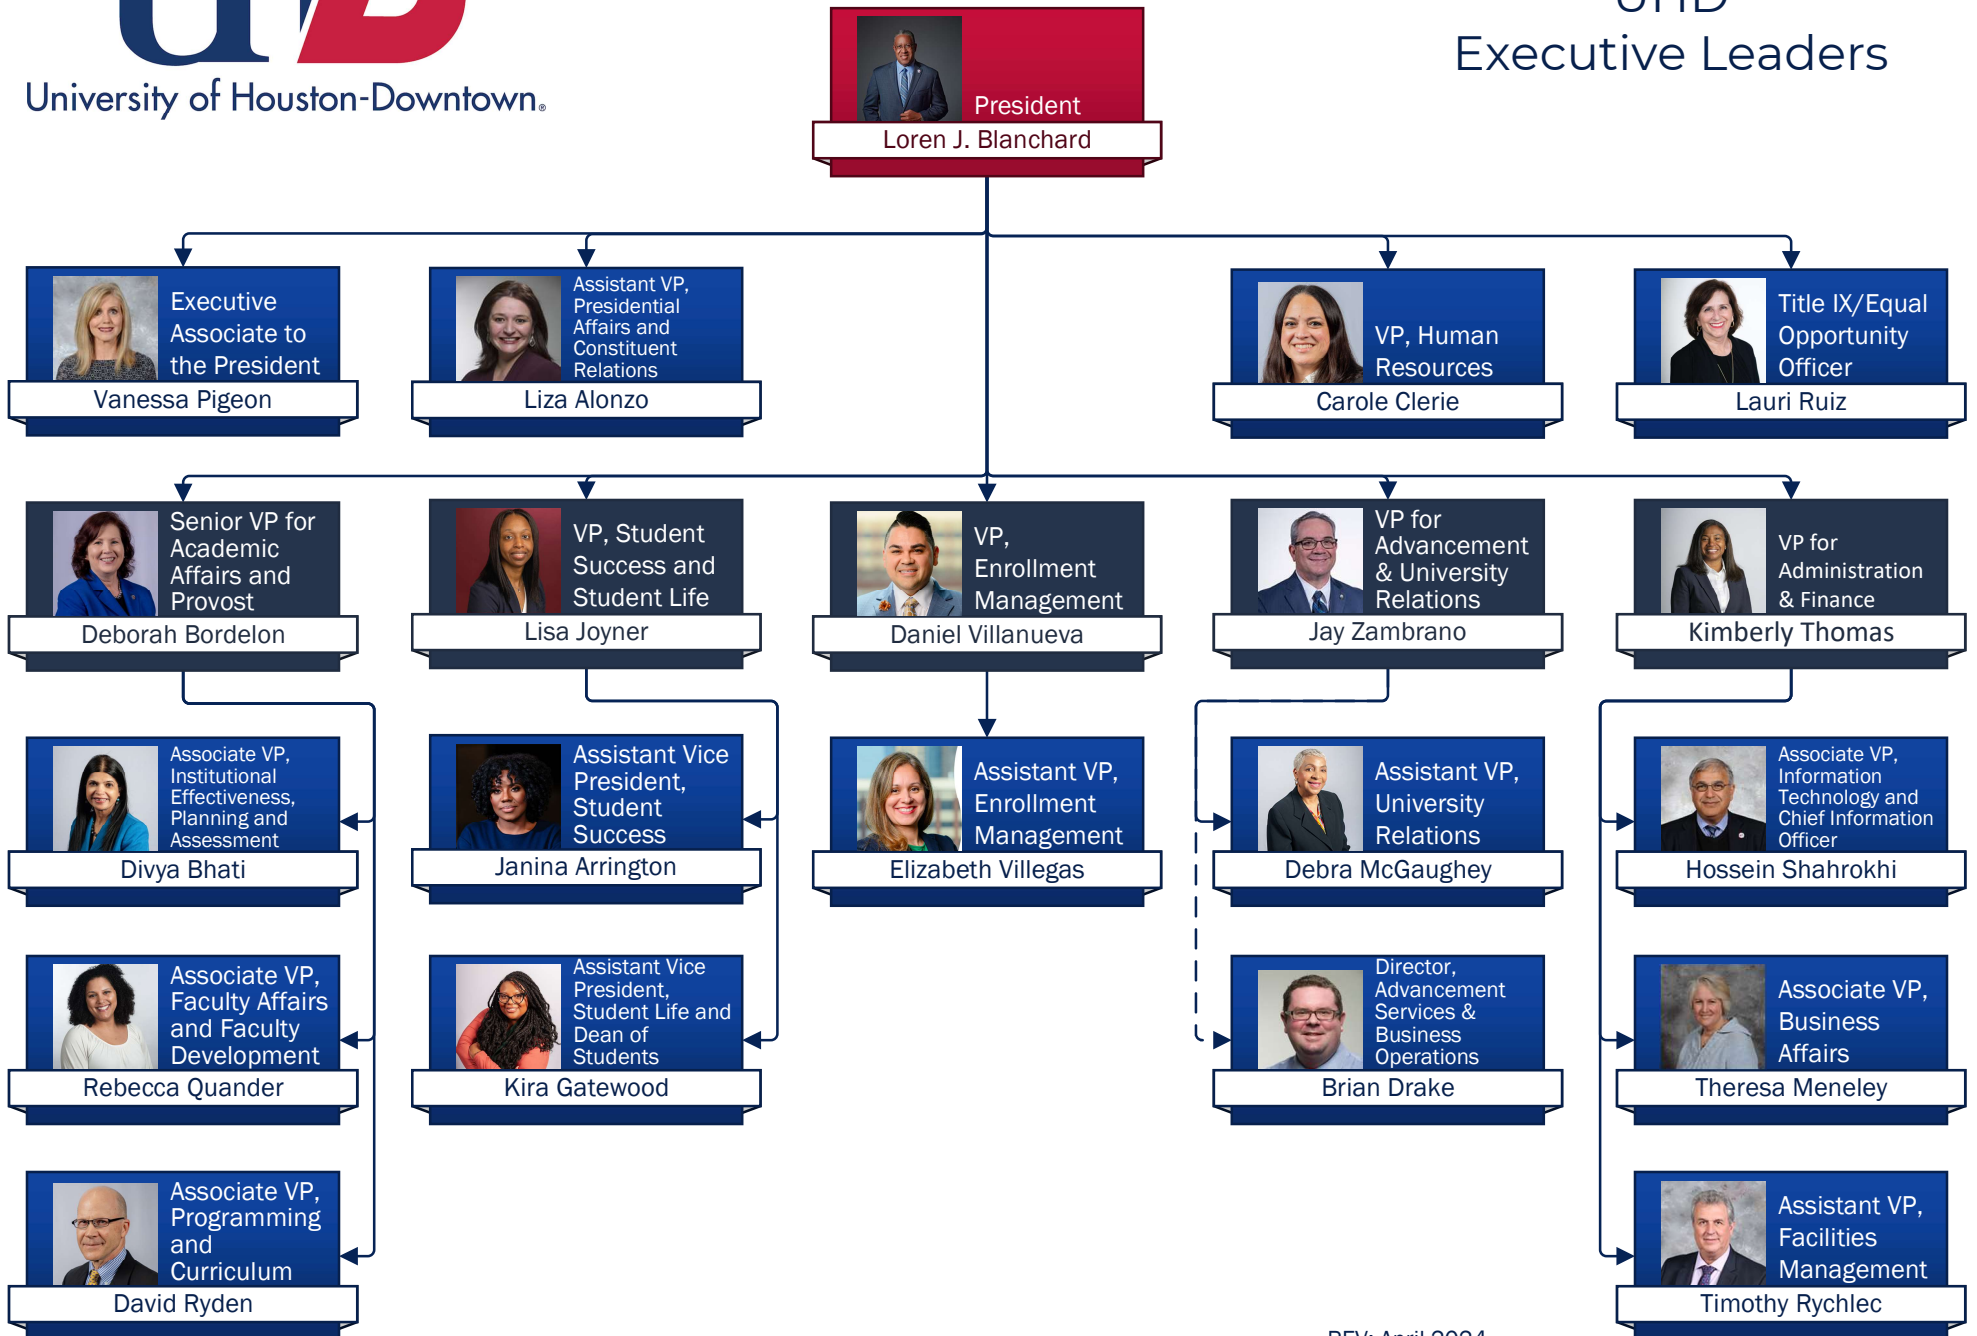 UHD
Executive Leaders
University of Houston-Downtown®
President
Loren J. Blanchard
Executive
Associate to
the President
Vanessa Pigeon
Assistant VP,
Presidential
Affairs and
Constituent
Relations
Liza Alonzo
VP, Human
Resources
Carole Clerie
Title IX/Equal
Opportunity
Officer
Lauri Ruiz
Senior VP for
Academic
Affairs and
Provost
Deborah Bordelon
VP, Student
Success and
Student Life
Lisa Joyner
VP,
Enrollment
Management
Daniel Villanueva
VP for
Advancement
& University
Relations
Jay Zambrano
VP for
Administration
& Finance
Kimberly Thomas
Associate VP,
Institutional
Effectiveness,
Planning and
Assessment
Divya Bhati
Assistant Vice
President,
Student
Success
Janina Arrington
Assistant VP,
Enrollment
Management
Elizabeth Villegas
Assistant VP,
University
Relations
Debra McGaughey
Associate VP,
Information
Technology and
Chief Information
Officer
Hossein Shahrokhi
Associate VP,
Faculty Affairs
and Faculty
Development
Rebecca Quander
Assistant Vice
President,
Student Life and
Dean of
Students
Kira Gatewood
Director,
Advancement
Services &
Business
Operations
Brian Drake
Associate VP,
Business
Affairs
Theresa Meneley
Associate VP,
Programming
and
Curriculum
David Ryden
Assistant VP,
Facilities
Management
Timothy Rychlec
REV: April 2024